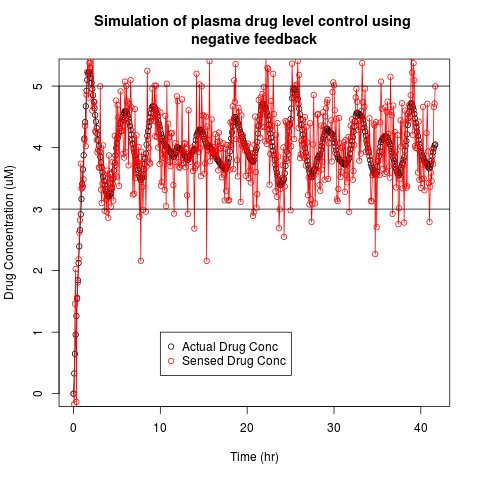 Simulation of plasma drug level control using
negative feedback
Drug Concentration (uM)
5
4
3
2
1
0
Actual Drug Conc
Sensed Drug Conc
0 10 20 30 40
Time (hr)